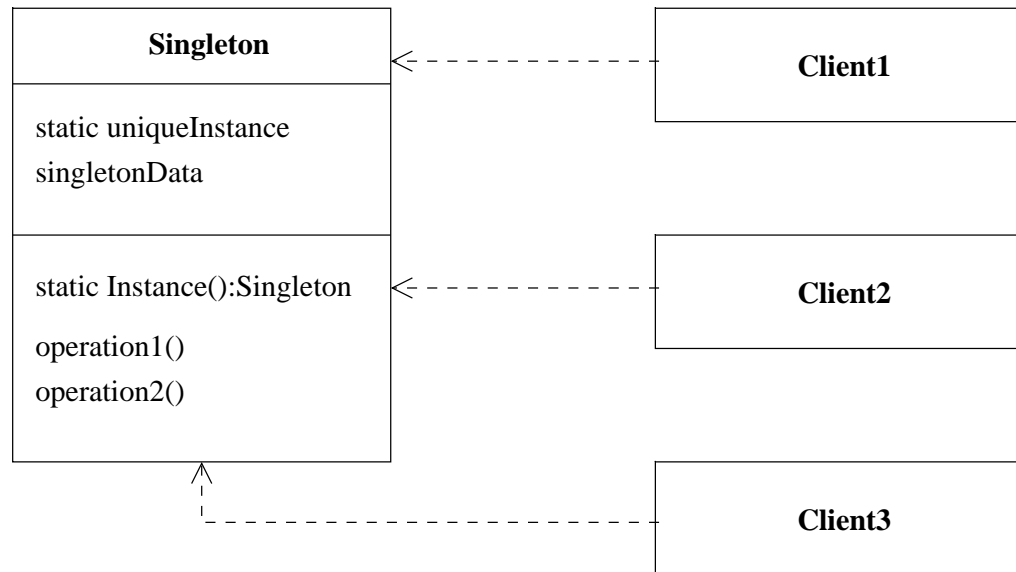 Singleton
static uniqueInstance
singletonData
static Instance():Singleton
operation1()
operation2()
Client1
Client2
Client3